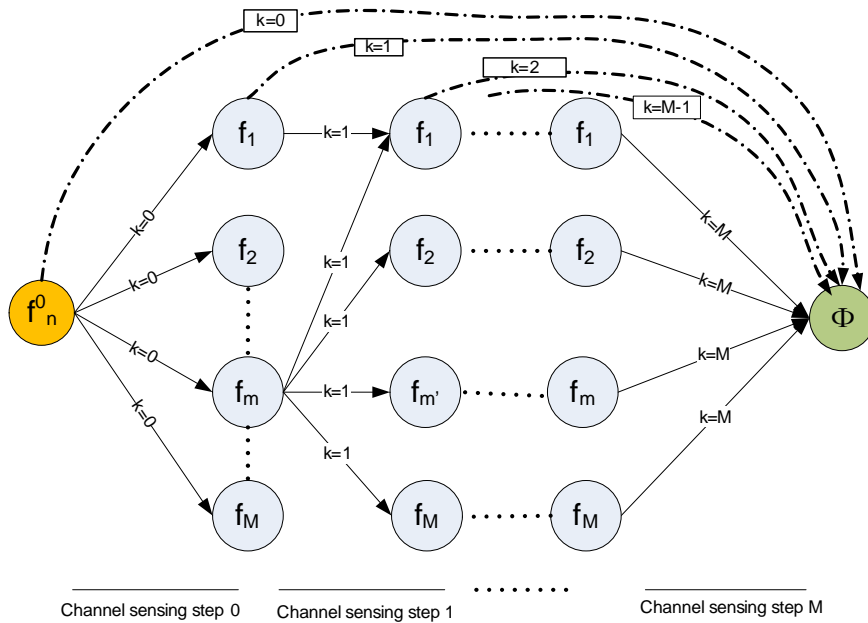 k=0
k=1
k=2
k=M-1
f1 k=1 f1 f1
k=0 k=M
f2 k=1 f2 f2
k=0 k=1 k=M
f0n Φ
k=0 k=M
fm k=1 fm' fm
k=0 k=1 k=M
fM fM fM
Channel sensing step 0 Channel sensing step 1 Channel sensing step M